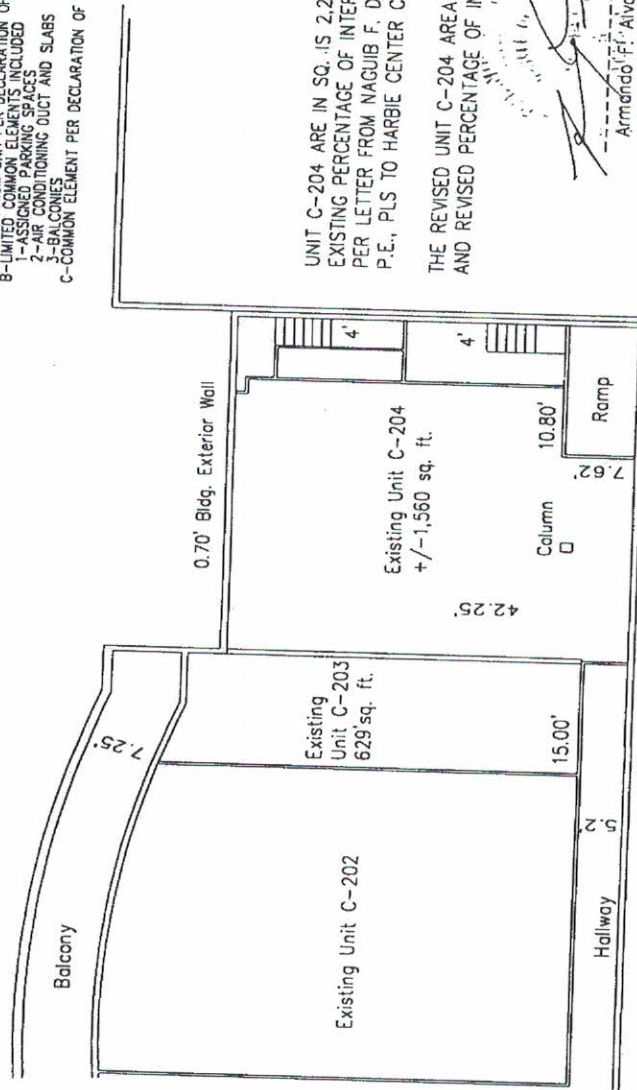 B-LIMITED COMMON ELEMENTS INCLUDED
1-ASSIGNED PARKING SPACES
2-AIR CONDITIONING DUCT AND SLABS
3-BALCONIES
C-COMMON ELEMENT PER DECLARATION OF
UNIT C-204 ARE IN SQ. IS 2,2
EXISTING PERCENTAGE OF INTER
PER LETTER FROM NAGUIB F. D
P.E., PLS TO HARBIE CENTER C
THE REVISED UNIT C-204 AREA
AND REVISED PERCENTAGE OF IN
Armando F. Alva
0.70' Bldg. Exterior Wall
Balcony
7.25'
Existing Unit C-202
Existing
Unit C-203
629'sq. ft.
15.00'
Existing Unit C-204
+/-1,560 sq. ft.
42.25'
Column
10.80'
7.62'
4'
4'
Ramp
Hallway
5.2'